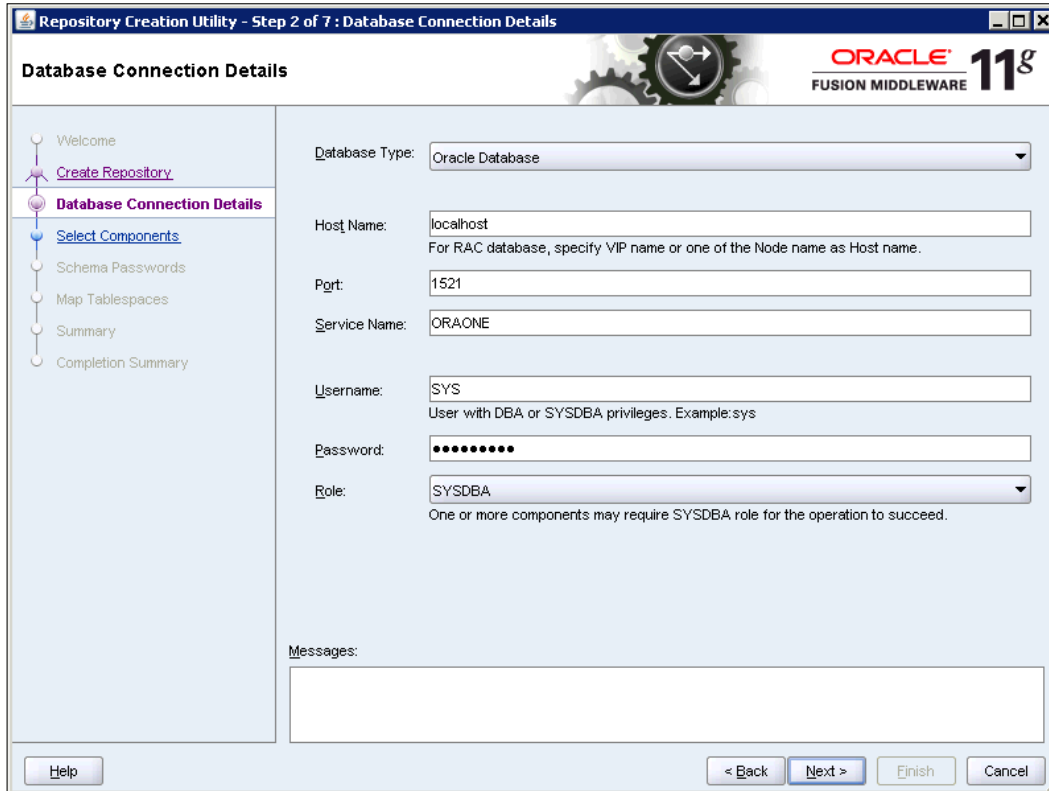 Repository Creation Utility - Step 2 of 7 : Database Connection Details
Database Connection Details
ORACLE®
FUSION MIDDLEWARE
11g
Welcome
Create Repository
Database Connection Details
Select Components
Schema Passwords
Map Tablespaces
Summary
Completion Summary
Database Type: Oracle Database
Host Name: localhost
For RAC database, specify VIP name or one of the Node name as Host name.
Port: 1521
Service Name: ORAONE
Username: SYS
User with DBA or SYSDBA privileges. Example:sys
Password: •••••••••
Role: SYSDBA
One or more components may require SYSDBA role for the operation to succeed.
Messages:
Help
< Back
Next >
Finish
Cancel